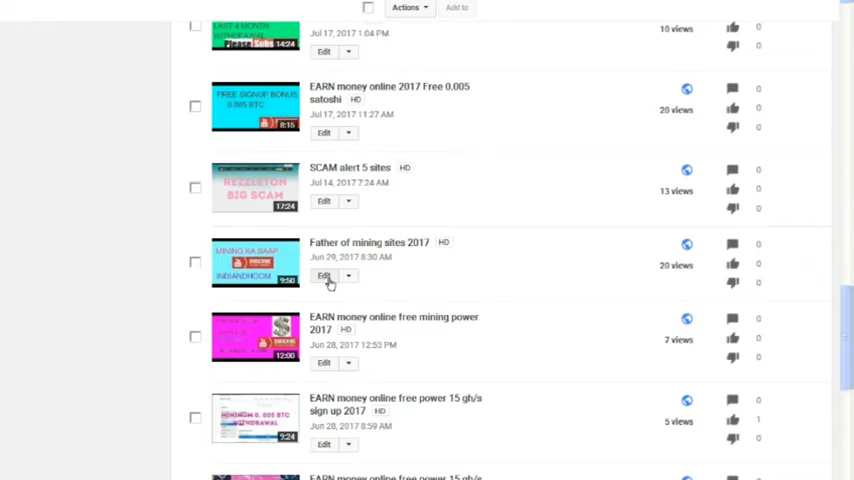 Actions
Add to
LAST 4 MONTH
WITHDRAWAL
Please Subs
14:24
Jul 17, 2017 1:04 PM
Edit
10 views
0
0
FREE SIGNUP BONUS
0.005 BTC
8:15
EARN money online 2017 Free 0.005
satoshi HD
Jul 17, 2017 11:27 AM
Edit
20 views
0
0
0
REZZLETON
BIG SCAM
17:24
SCAM alert 5 sites HD
Jul 14, 2017 7:24 AM
Edit
13 views
0
0
0
MINING KA BAAP
SUBSCRIBE
INDIANDHOOM
9:50
Father of mining sites 2017 HD
Jun 29, 2017 8:30 AM
Edit
20 views
0
0
0
$
SUBSCRIBE
12:00
EARN money online free mining power
2017 HD
Jun 28, 2017 12:53 PM
Edit
7 views
0
0
0
MINIMUM 0. 005 BTC
WITHDRAWAL
9:24
EARN money online free power 15 gh/s
sign up 2017 HD
Jun 28, 2017 8:59 AM
Edit
5 views
0
1
0
EARN money online free power 15 gh/s
0